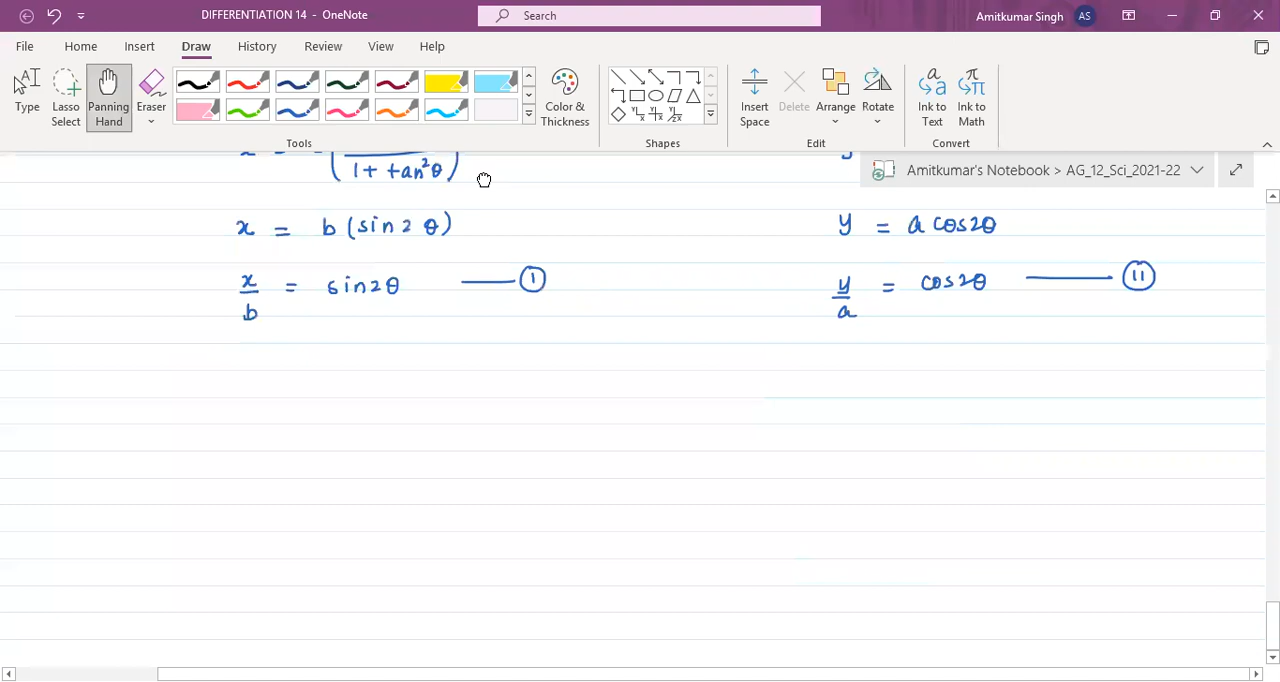 DIFFERENTIATION 14 - OneNote
Search
Amitkumar Singh AS
File Home Insert Draw History Review View Help
Type
Lasso Select
Panning Hand
Eraser
Color & Thickness
Insert Space
Delete
Arrange
Rotate
Ink to Text
Ink to Math
Tools
Shapes
Edit
Convert
Amitkumar's Notebook > AG_12_Sci_2021-22
(1 + tan²θ)
x = b (sin 2θ)
y = a cos2θ
x/b = sin2θ —— ①
y/a = cos2θ —— ⑪